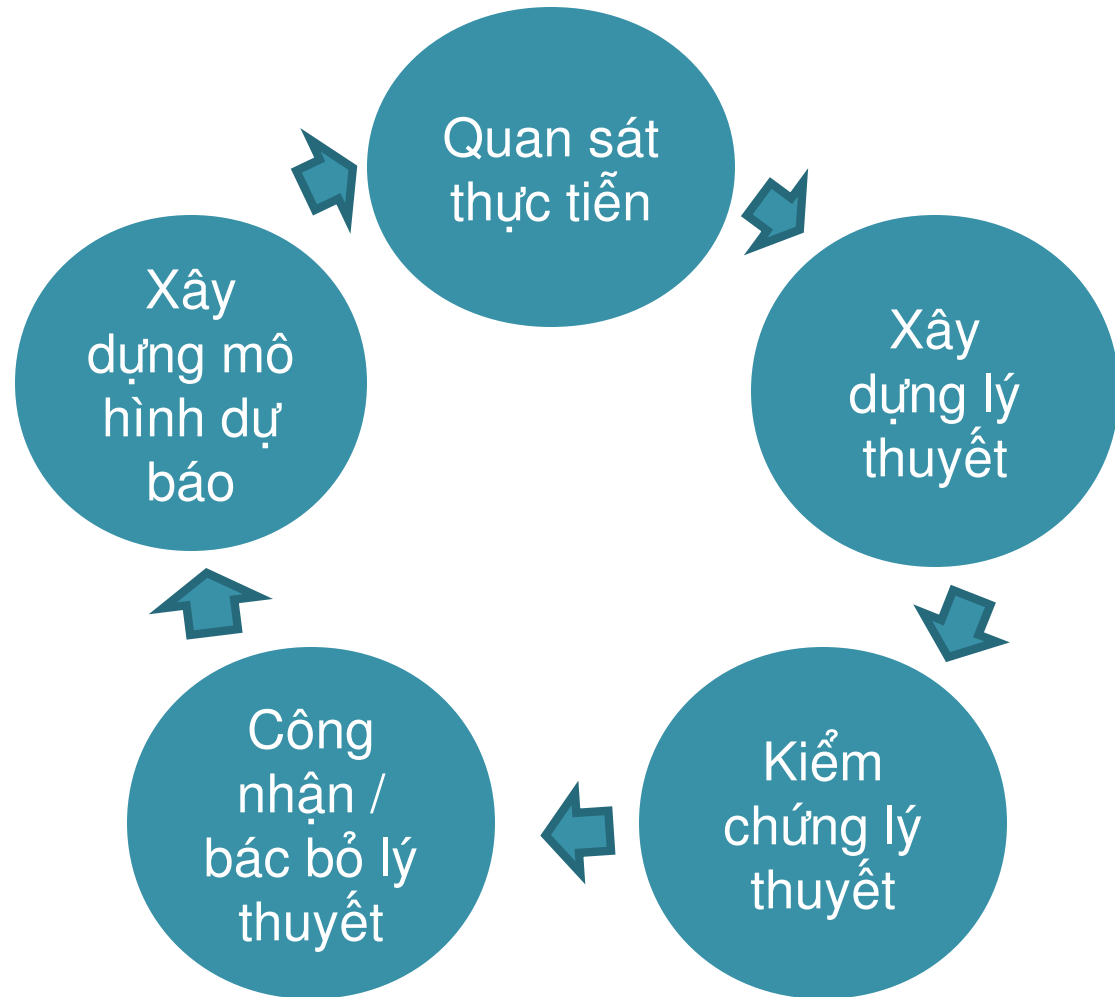 Quan sát
thực tiễn
Xây
dựng lý
thuyết
Kiểm
chứng lý
thuyết
Công
nhận /
bác bỏ lý
thuyết
Xây
dựng mô
hình dự
báo